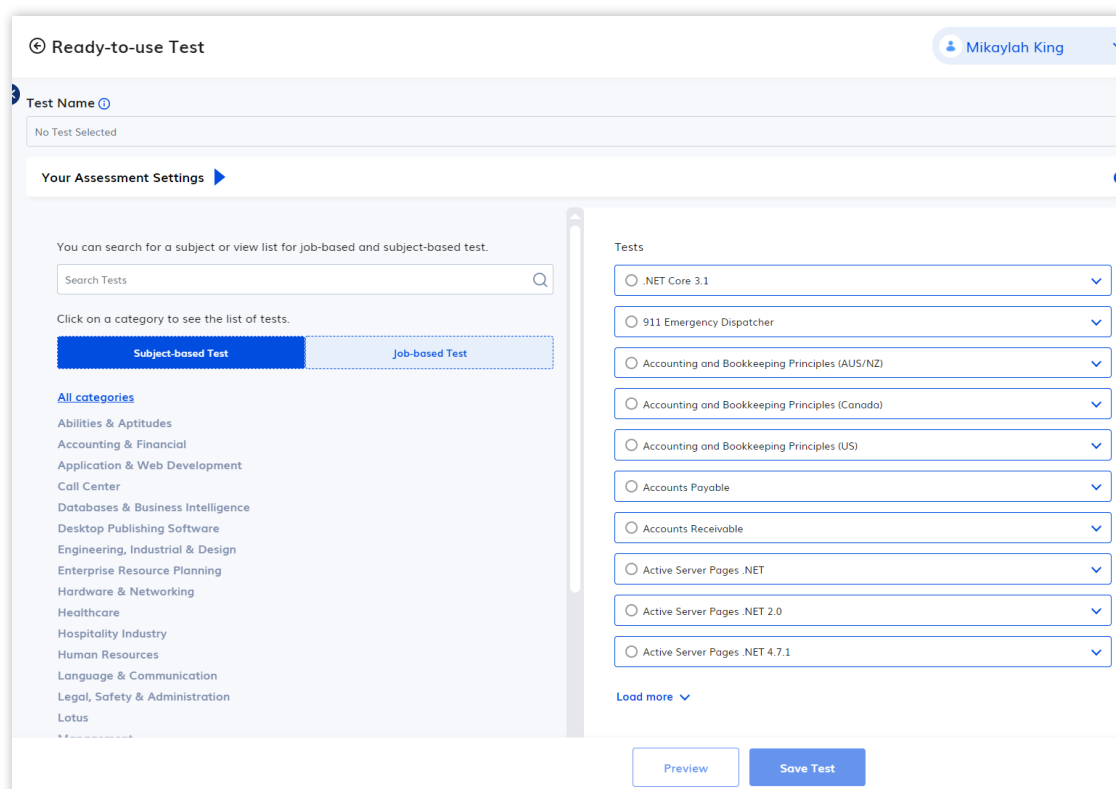 Ready-to-use Test
Mikaylah King
Test Name
No Test Selected
Your Assessment Settings
You can search for a subject or view list for job-based and subject-based test.
Search Tests
Click on a category to see the list of tests.
Subject-based Test
Job-based Test
All categories
Abilities & Aptitudes
Accounting & Financial
Application & Web Development
Call Center
Databases & Business Intelligence
Desktop Publishing Software
Engineering, Industrial & Design
Enterprise Resource Planning
Hardware & Networking
Healthcare
Hospitality Industry
Human Resources
Language & Communication
Legal, Safety & Administration
Lotus
Tests
.NET Core 3.1
911 Emergency Dispatcher
Accounting and Bookkeeping Principles (AUS/NZ)
Accounting and Bookkeeping Principles (Canada)
Accounting and Bookkeeping Principles (US)
Accounts Payable
Accounts Receivable
Active Server Pages .NET
Active Server Pages .NET 2.0
Active Server Pages .NET 4.7.1
Load more
Preview
Save Test